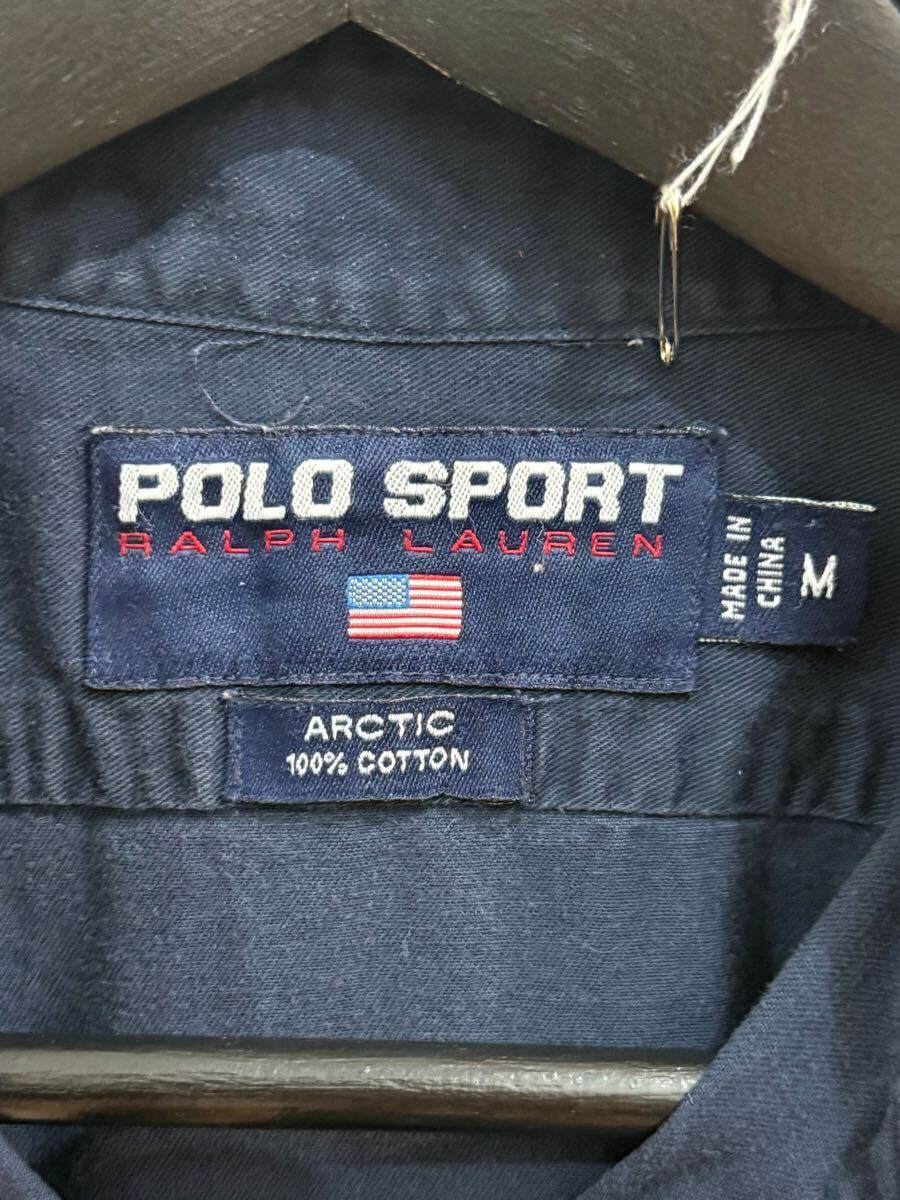 POLO SPORT
RALPH LAUREN
MADE IN
CHINA
M
ARCTIC
100% COTTON